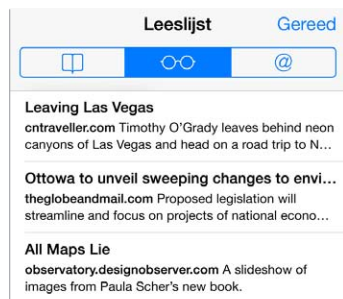 Leeslijst Gereed
@
Leaving Las Vegas
cntraveller.com Timothy O'Grady leaves behind neon
canyons of Las Vegas and head on a road trip to N...
Ottowa to unveil sweeping changes to envi...
theglobeandmail.com Proposed legislation will
streamline and focus on projects of national econo...
All Maps Lie
observatory.designobserver.com A slideshow of
images from Paula Scher's new book.